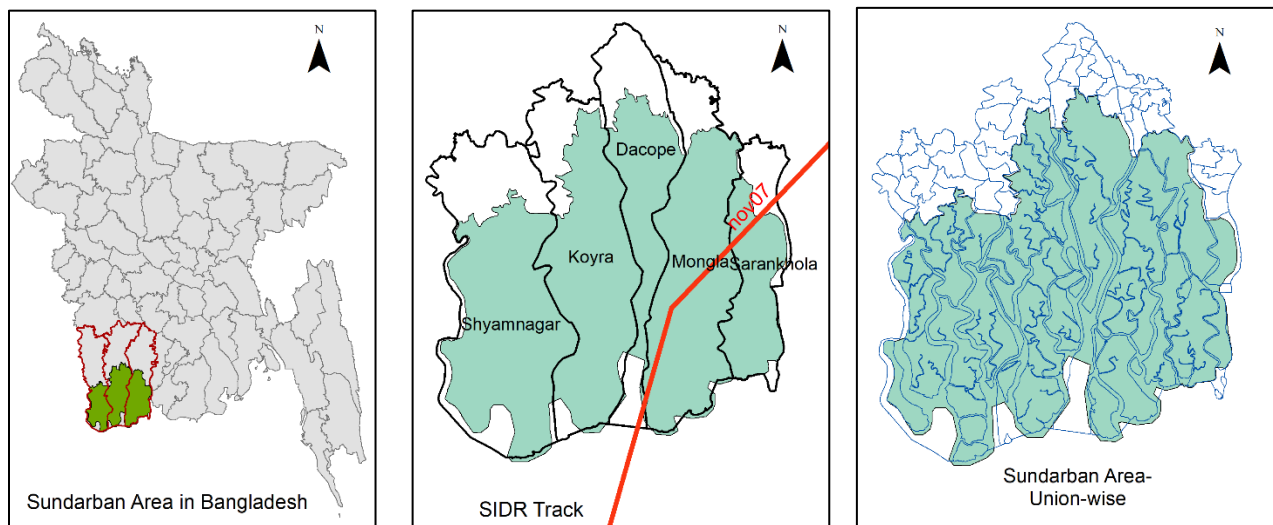 N
Sundarban Area in Bangladesh
N
Dacope
nov07
Koyra
Mongla
Sarankhola
Shyamnagar
SIDR Track
N
Sundarban Area-
Union-wise